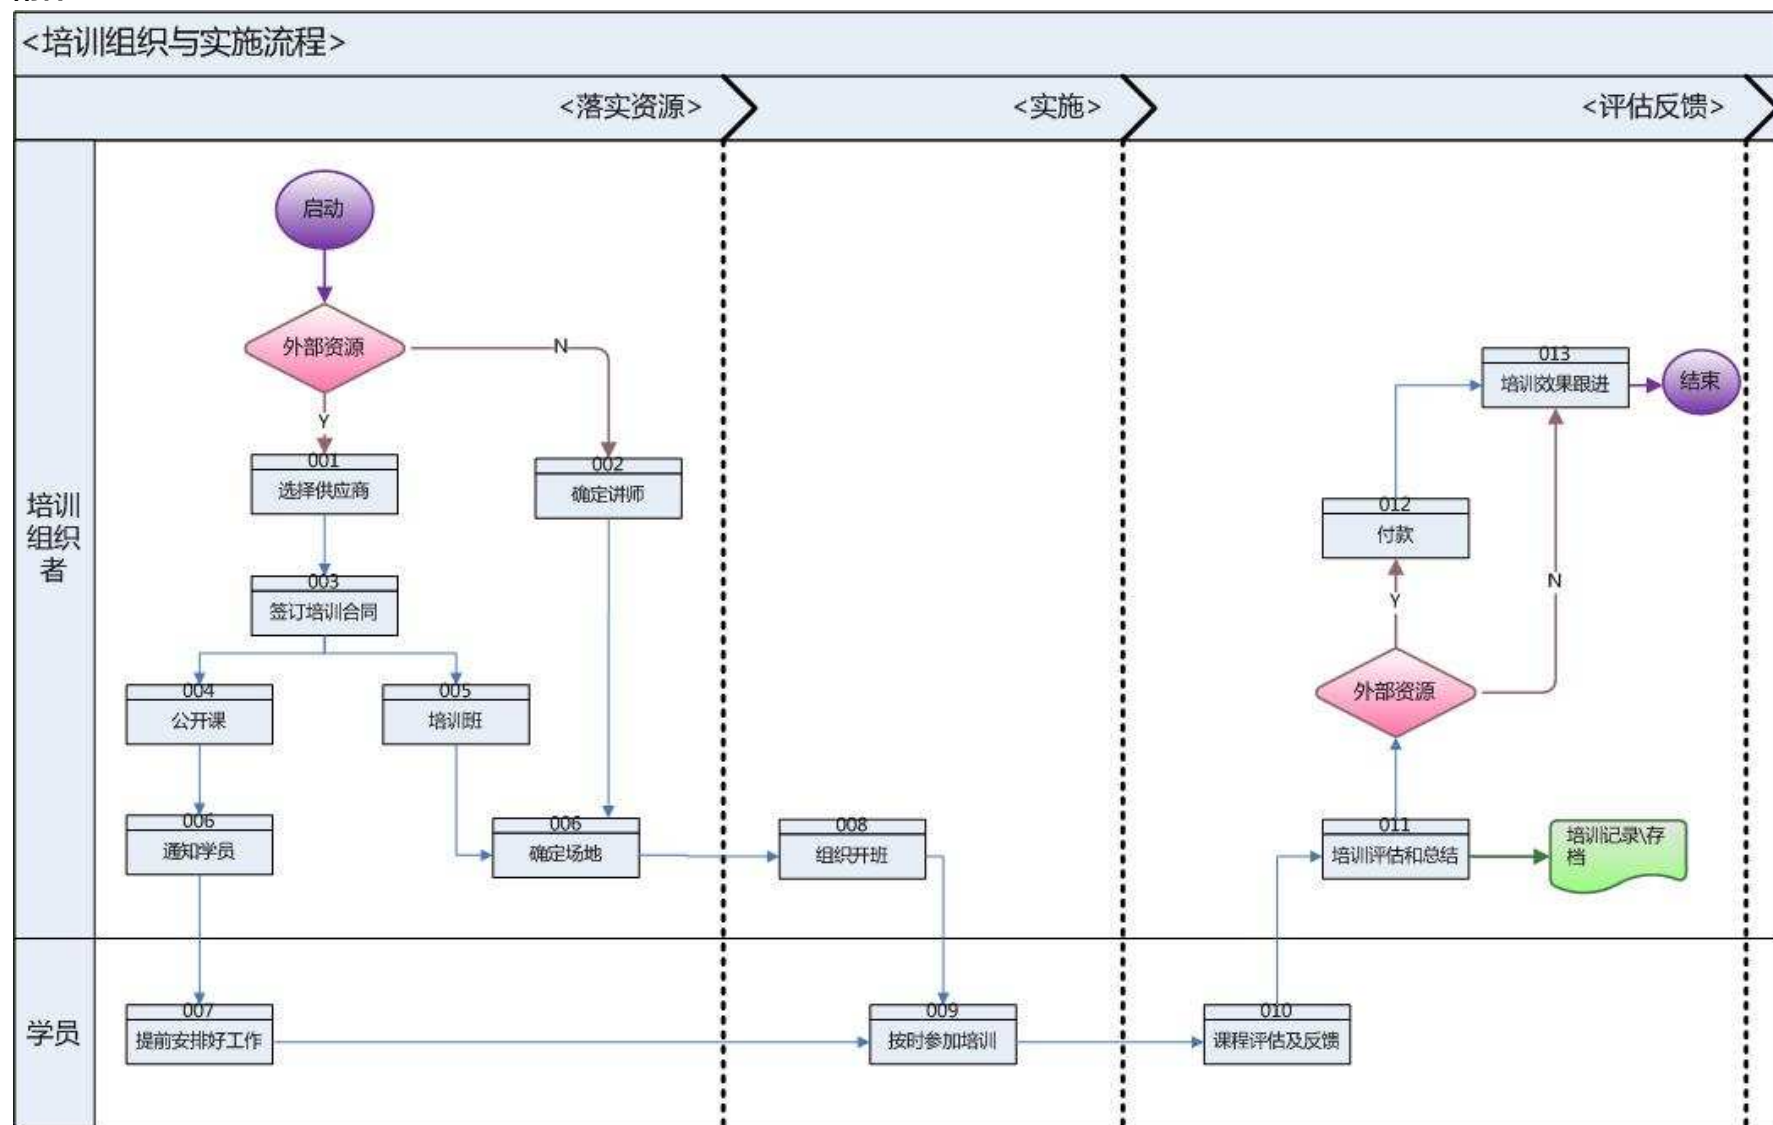 <培训组织与实施流程>
<落实资源>
<实施>
<评估反馈>
培训
组织
者
启动
外部资源
N
Y
001
选择供应商
002
确定讲师
003
签订培训合同
004
公开课
005
培训班
006
通知学员
006
确定场地
008
组织开班
013
培训效果跟进
结束
012
付款
Y
N
外部资源
011
培训评估和总结
培训记录\存
档
学员
007
提前安排好工作
009
按时参加培训
010
课程评估及反馈